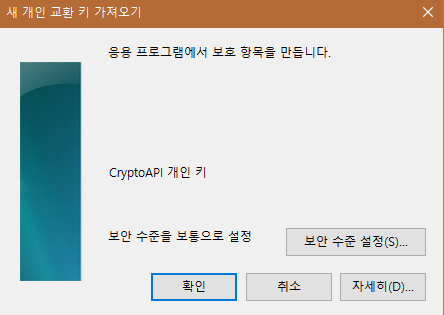 새 개인 교환 키 가져오기
응용 프로그램에서 보호 항목을 만듭니다.
CryptoAPI 개인 키
보안 수준을 보통으로 설정
보안 수준 설정(S)...
확인
취소
자세히(D)...